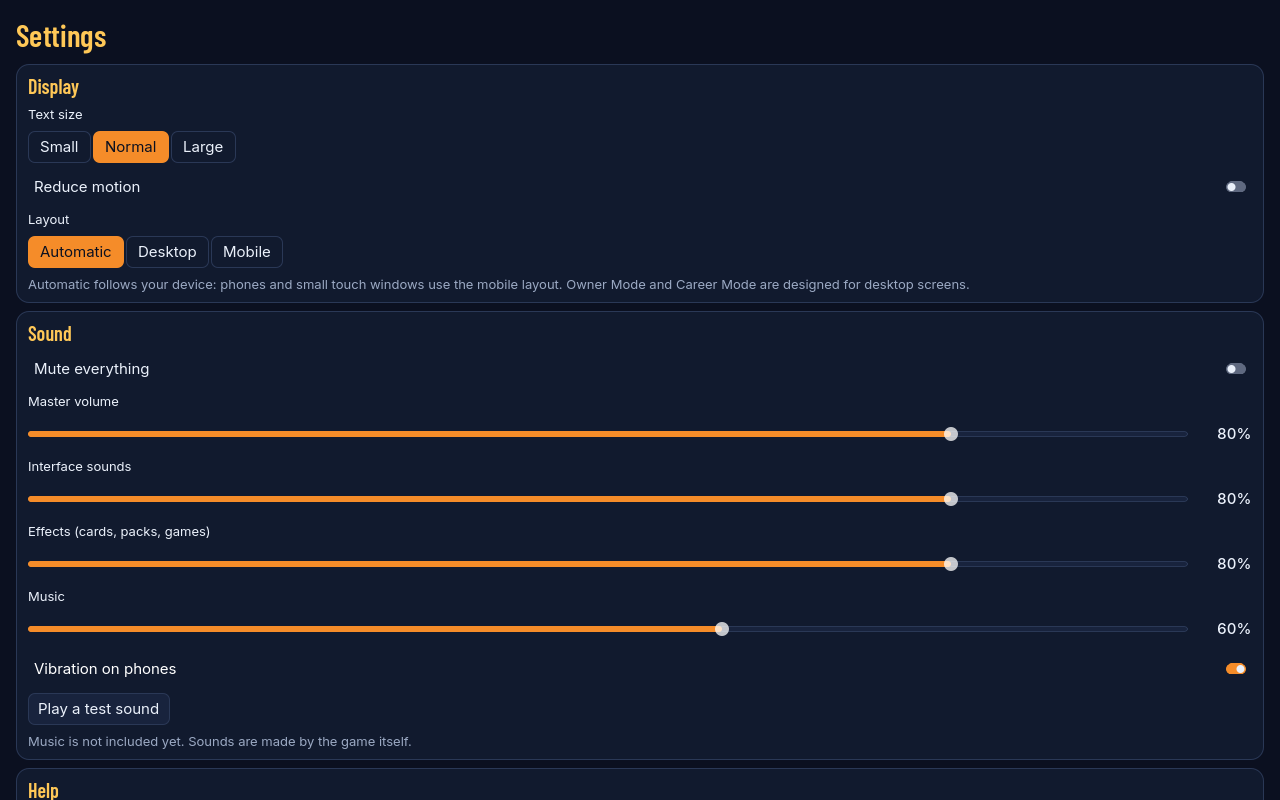 Settings
Display
Text size
Small Normal Large
Reduce motion
Layout
Automatic Desktop Mobile
Automatic follows your device: phones and small touch windows use the mobile layout. Owner Mode and Career Mode are designed for desktop screens.
Sound
Mute everything
Master volume
80%
Interface sounds
80%
Effects (cards, packs, games)
80%
Music
60%
Vibration on phones
Play a test sound
Music is not included yet. Sounds are made by the game itself.
Help